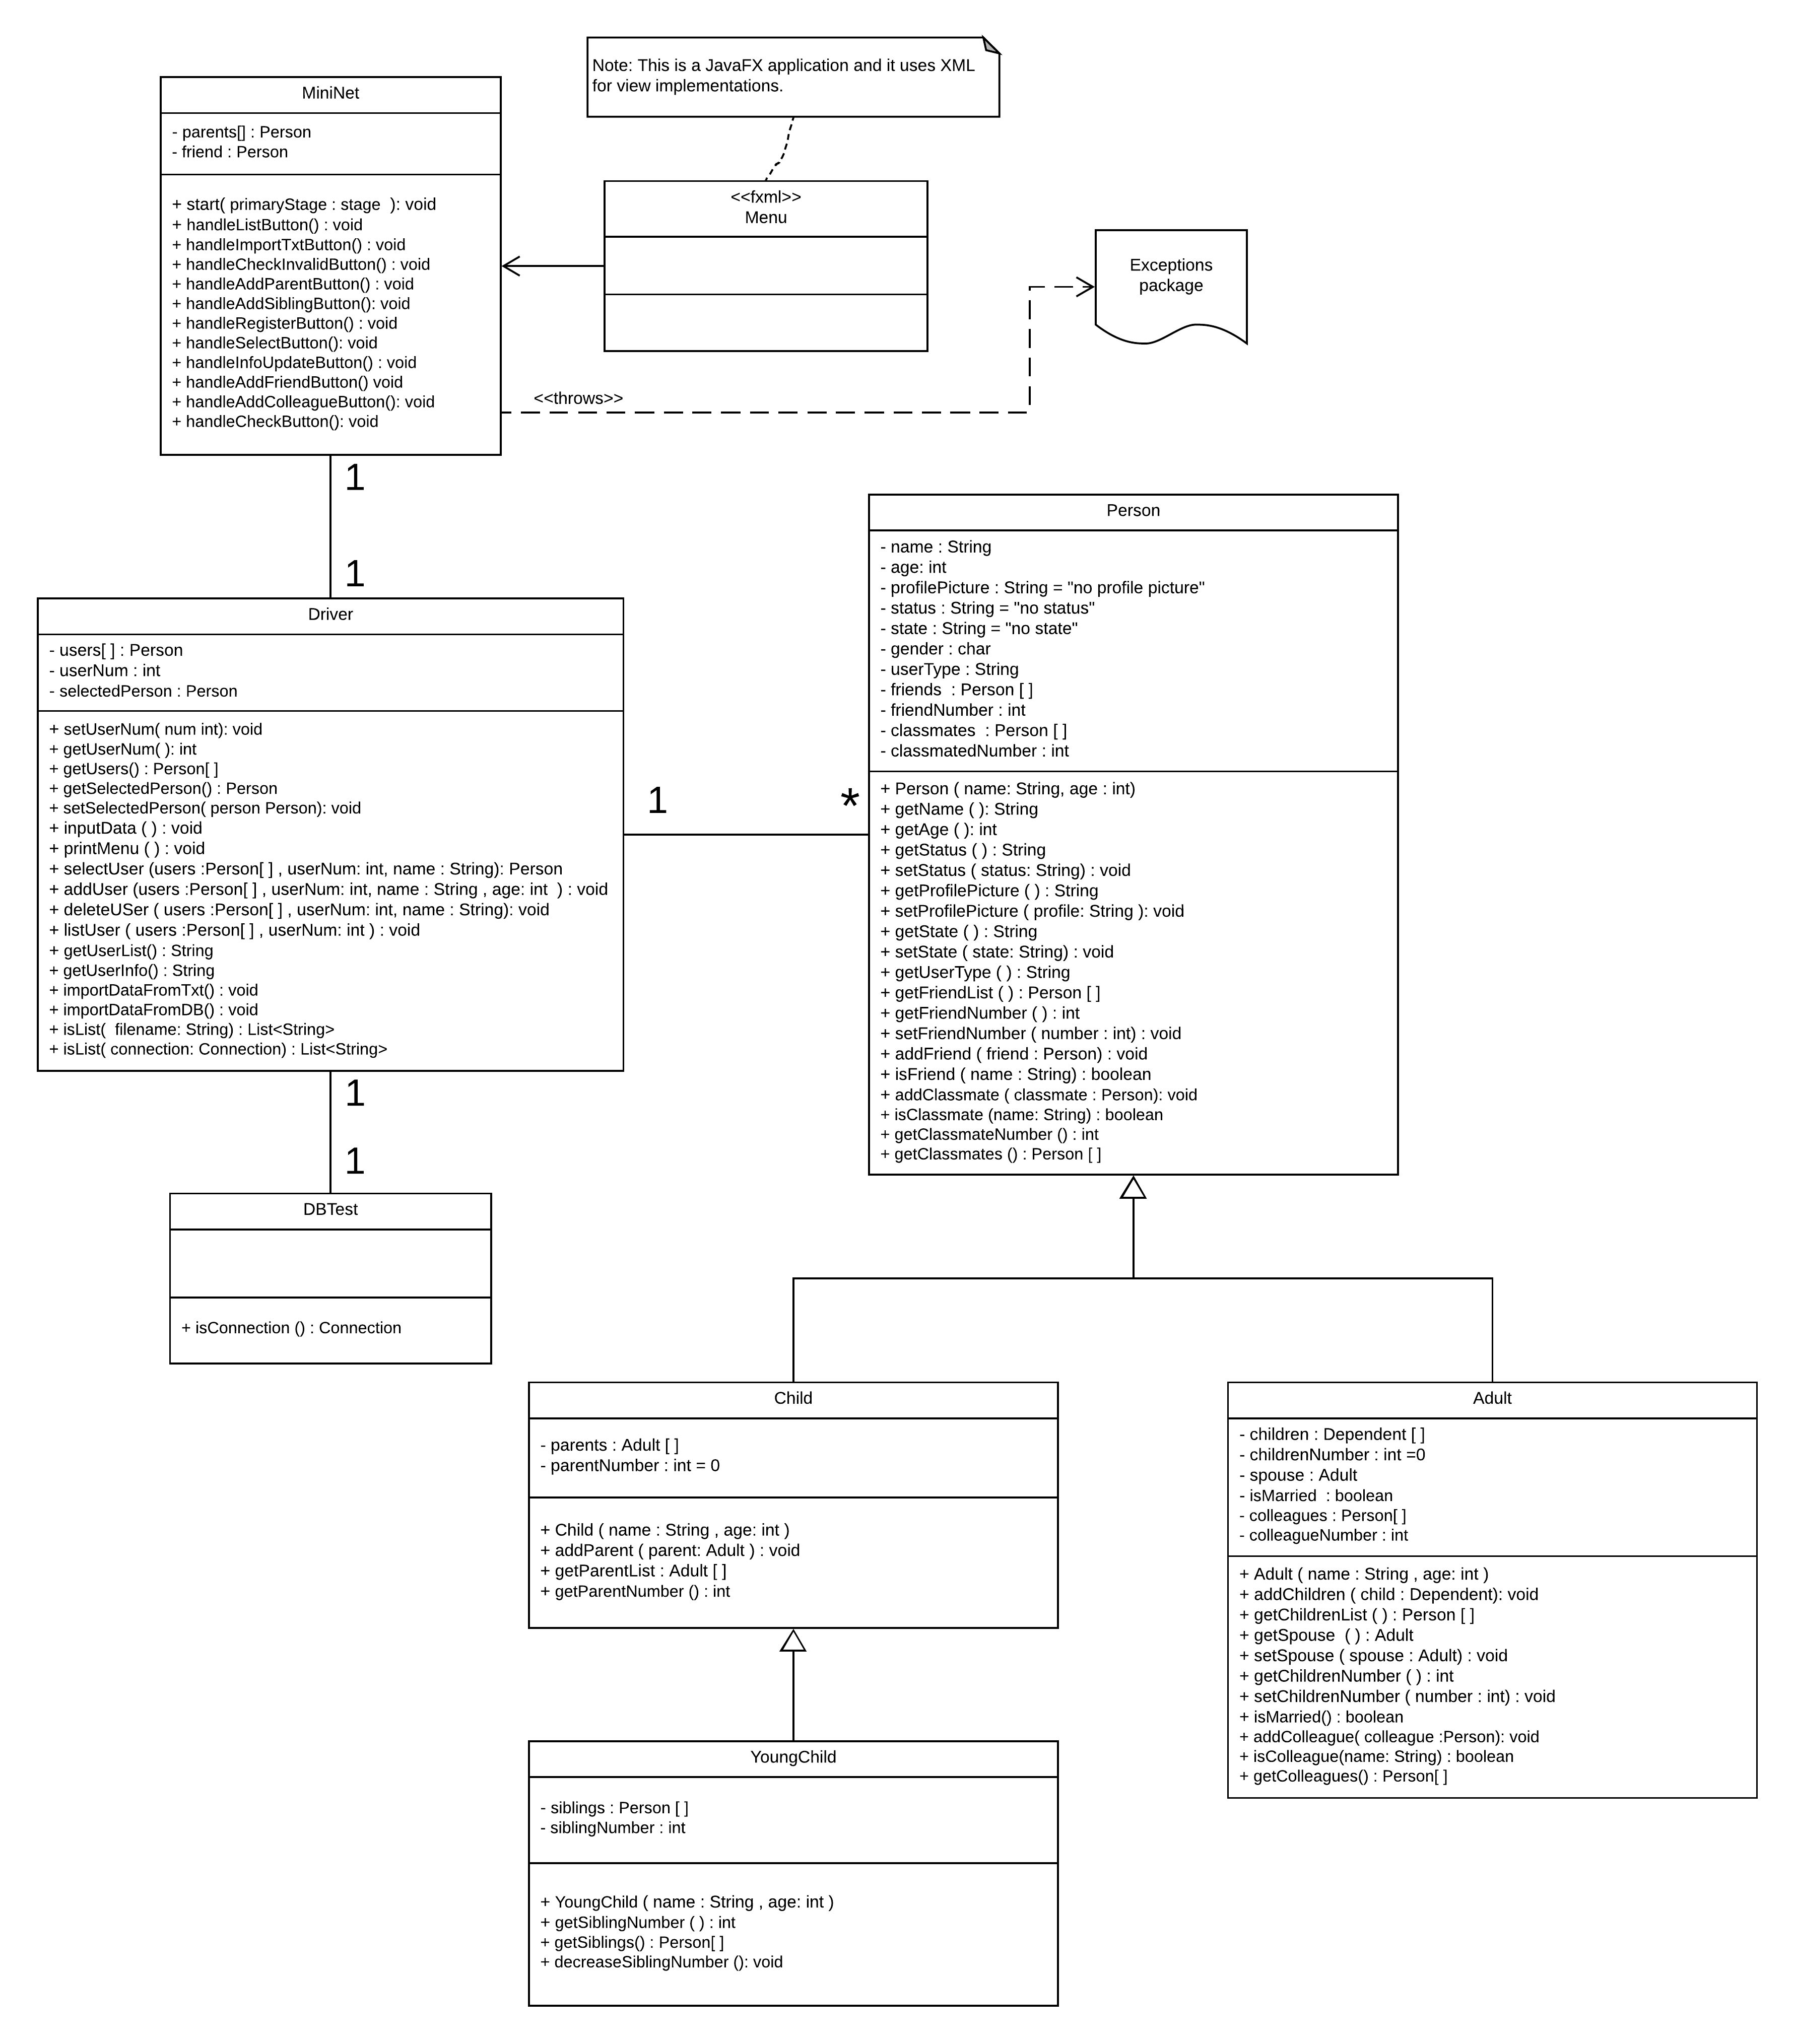 Note: This is a JavaFX application and it uses XML
for view implementations.
MiniNet
- parents[] : Person
- friend : Person
+ start( primaryStage : stage  ): void
+ handleListButton() : void
+ handleImportTxtButton() : void
+ handleCheckInvalidButton() : void
+ handleAddParentButton() : void
+ handleAddSiblingButton(): void
+ handleRegisterButton() : void
+ handleSelectButton(): void
+ handleInfoUpdateButton() : void
+ handleAddFriendButton() void
+ handleAddColleagueButton(): void
+ handleCheckButton(): void
<<fxml>>
Menu
Exceptions
package
<<throws>>
1
1
Driver
- users[ ] : Person
- userNum : int
- selectedPerson : Person
+ setUserNum( num int): void
+ getUserNum( ): int
+ getUsers() : Person[ ]
+ getSelectedPerson() : Person
+ setSelectedPerson( person Person): void
+ inputData ( ) : void
+ printMenu ( ) : void
+ selectUser (users :Person[ ] , userNum: int, name : String): Person
+ addUser (users :Person[ ] , userNum: int, name : String , age: int  ) : void
+ deleteUSer ( users :Person[ ] , userNum: int, name : String): void
+ listUser ( users :Person[ ] , userNum: int ) : void
+ getUserList() : String
+ getUserInfo() : String
+ importDataFromTxt() : void
+ importDataFromDB() : void
+ isList(  filename: String) : List<String>
+ isList( connection: Connection) : List<String>
1
*
Person
- name : String
- age: int
- profilePicture : String = "no profile picture"
- status : String = "no status"
- state : String = "no state"
- gender : char
- userType : String
- friends  : Person [ ]
- friendNumber : int
- classmates  : Person [ ]
- classmatedNumber : int
+ Person ( name: String, age : int)
+ getName ( ): String
+ getAge ( ): int
+ getStatus ( ) : String
+ setStatus ( status: String) : void
+ getProfilePicture ( ) : String
+ setProfilePicture ( profile: String ): void
+ getState ( ) : String
+ setState ( state: String) : void
+ getUserType ( ) : String
+ getFriendList ( ) : Person [ ]
+ getFriendNumber ( ) : int
+ setFriendNumber ( number : int) : void
+ addFriend ( friend : Person) : void
+ isFriend ( name : String) : boolean
+ addClassmate ( classmate : Person): void
+ isClassmate (name: String) : boolean
+ getClassmateNumber () : int
+ getClassmates () : Person [ ]
1
1
DBTest
+ isConnection () : Connection
Child
- parents : Adult [ ]
- parentNumber : int = 0
+ Child ( name : String , age: int )
+ addParent ( parent: Adult ) : void
+ getParentList : Adult [ ]
+ getParentNumber () : int
Adult
- children : Dependent [ ]
- childrenNumber : int =0
- spouse : Adult
- isMarried  : boolean
- colleagues : Person[ ]
- colleagueNumber : int
+ Adult ( name : String , age: int )
+ addChildren ( child : Dependent): void
+ getChildrenList ( ) : Person [ ]
+ getSpouse  ( ) : Adult
+ setSpouse ( spouse : Adult) : void
+ getChildrenNumber ( ) : int
+ setChildrenNumber ( number : int) : void
+ isMarried() : boolean
+ addColleague( colleague :Person): void
+ isColleague(name: String) : boolean
+ getColleagues() : Person[ ]
YoungChild
- siblings : Person [ ]
- siblingNumber : int
+ YoungChild ( name : String , age: int )
+ getSiblingNumber ( ) : int
+ getSiblings() : Person[ ]
+ decreaseSiblingNumber (): void